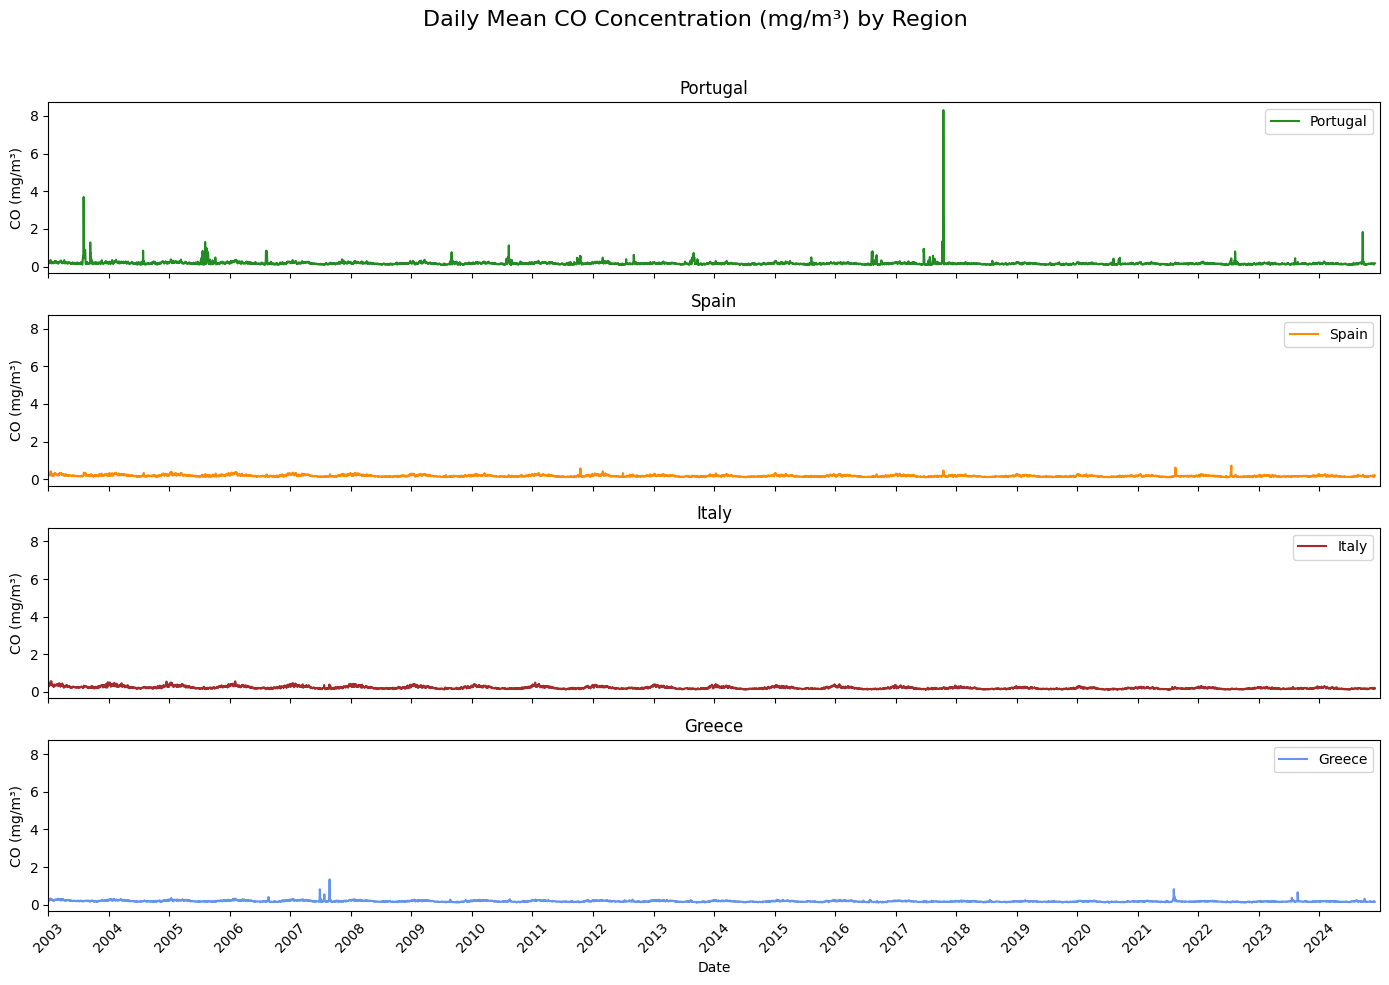 Daily Mean CO Concentration (mg/m³) by Region
Portugal
CO (mg/m³)
8
6
4
2
0
Portugal
Spain
CO (mg/m³)
8
6
4
2
0
Spain
Italy
CO (mg/m³)
8
6
4
2
0
Italy
Greece
CO (mg/m³)
8
6
4
2
0
Greece
2003 2004 2005 2006 2007 2008 2009 2010 2011 2012 2013 2014 2015 2016 2017 2018 2019 2020 2021 2022 2023 2024
Date